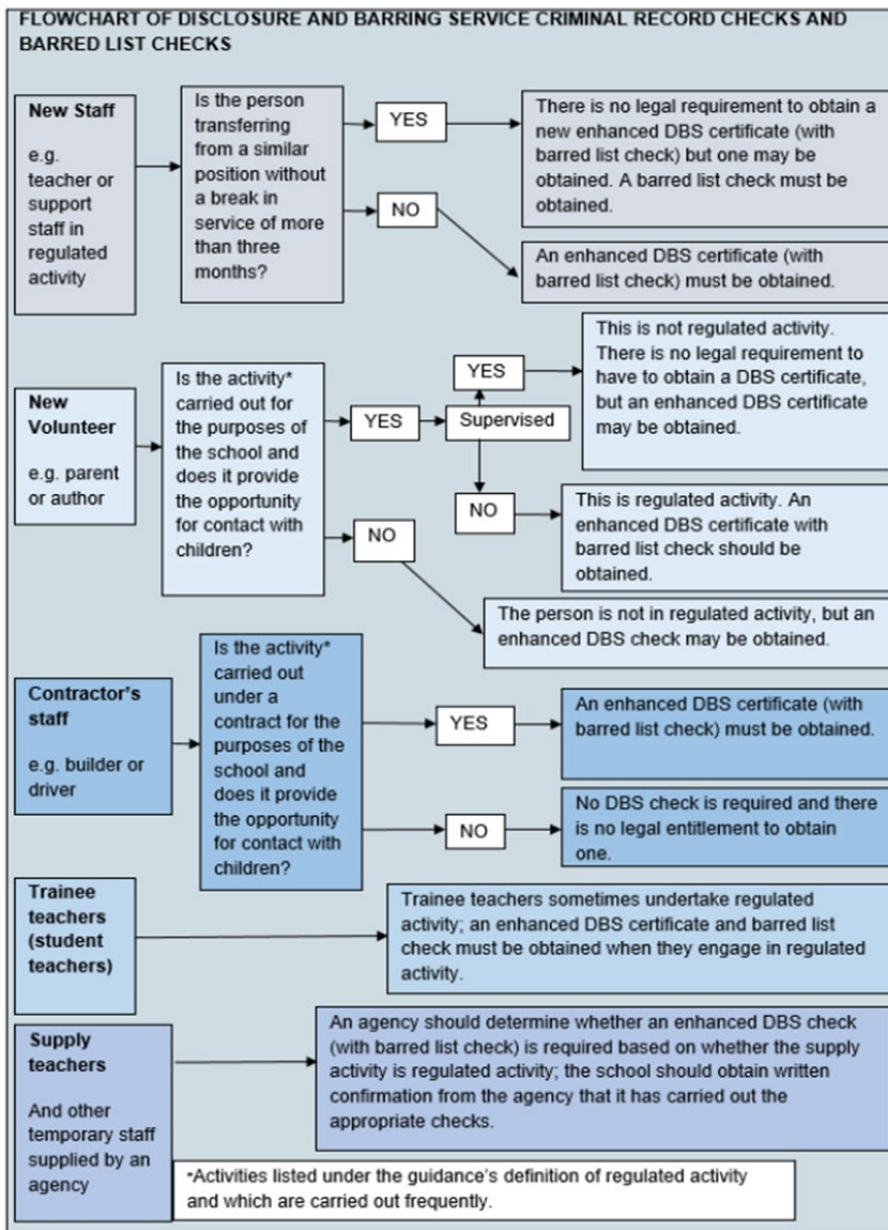 FLOWCHART OF DISCLOSURE AND BARRING SERVICE CRIMINAL RECORD CHECKS AND
BARRED LIST CHECKS
New Staff
e.g.
teacher or
support
staff in
regulated
activity
Is the person
transferring
from a similar
position without
a break in
service of more
than three
months?
YES
There is no legal requirement to obtain a
new enhanced DBS certificate (with
barred list check) but one may be
obtained. A barred list check must be
obtained.
NO
An enhanced DBS certificate (with
barred list check) must be obtained.
New
Volunteer
e.g. parent
or author
Is the activity*
carried out for
the purposes of
the school and
does it provide
the opportunity
for contact with
children?
YES
Supervised
YES
This is not regulated activity.
There is no legal requirement to
have to obtain a DBS certificate,
but an enhanced DBS certificate
may be obtained.
NO
This is regulated activity. An
enhanced DBS certificate with
barred list check should be
obtained.
NO
The person is not in regulated activity, but an
enhanced DBS check may be obtained.
Contractor's
staff
e.g. builder or
driver
Is the activity*
carried out
under a
contract for the
purposes of the
school and
does it provide
the opportunity
for contact with
children?
YES
An enhanced DBS certificate (with
barred list check) must be obtained.
NO
No DBS check is required and there
is no legal entitlement to obtain
one.
Trainee
teachers
(student
teachers)
Trainee teachers sometimes undertake regulated
activity; an enhanced DBS certificate and barred list
check must be obtained when they engage in regulated
activity.
Supply
teachers
And other
temporary staff
supplied by an
agency
An agency should determine whether an enhanced DBS check
(with barred list check) is required based on whether the supply
activity is regulated activity; the school should obtain written
confirmation from the agency that it has carried out the
appropriate checks.
*Activities listed under the guidance's definition of regulated activity
and which are carried out frequently.